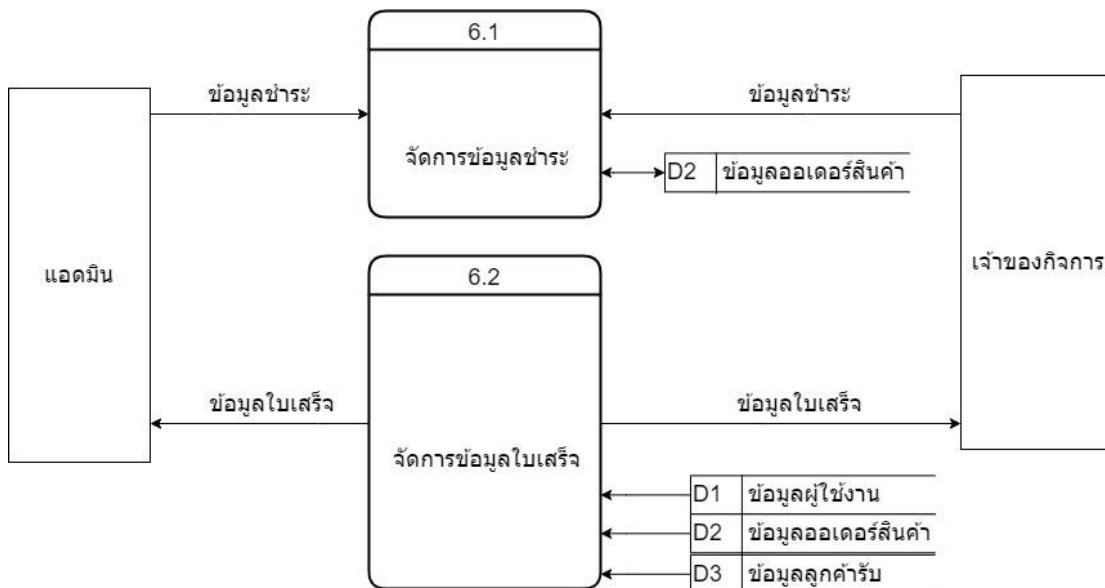 6.1
ข้อมูลชำระ
ข้อมูลชำระ
จัดการข้อมูลชำระ
D2 ข้อมูลออเดอร์สินค้า
แอดมิน
เจ้าของกิจการ
6.2
ข้อมูลใบเสร็จ
ข้อมูลใบเสร็จ
จัดการข้อมูลใบเสร็จ
D1 ข้อมูลผู้ใช้งาน
D2 ข้อมูลออเดอร์สินค้า
D3 ข้อมูลลูกค้ารับ